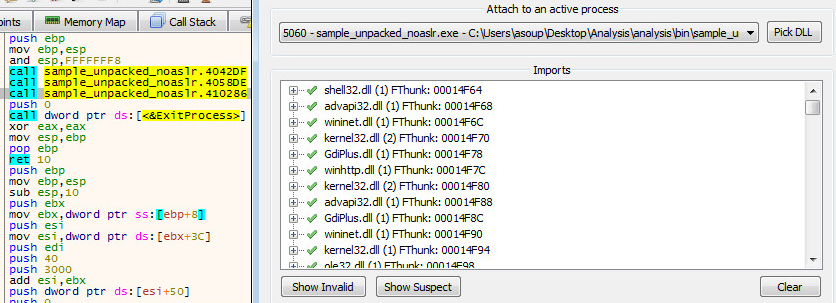 oints
Memory Map
Call Stack
push ebp
mov ebp,esp
and esp,FFFFFFF8
call sample_unpacked_noaslr.4042DF
call sample_unpacked_noaslr.4058DE
call sample_unpacked_noaslr.410286
push 0
call dword ptr ds:[<&ExitProcess>]
xor eax,eax
mov esp,ebp
pop ebp
ret 10
push ebp
mov ebp,esp
sub esp,10
push ebx
mov ebx,dword ptr ss:[ebp+8]
push esi
mov esi,dword ptr ds:[ebx+3C]
push edi
push 40
push 3000
add esi,ebx
push dword ptr ds:[esi+50]
push 0
Attach to an active process
5060 - sample_unpacked_noaslr.exe - C:\Users\asoup\Desktop\Analysis\analysis\bin\sample_u
Pick DLL
Imports
shell32.dll (1) FThunk: 00014F64
advapi32.dll (1) FThunk: 00014F68
wininet.dll (1) FThunk: 00014F6C
kernel32.dll (2) FThunk: 00014F70
GdiPlus.dll (1) FThunk: 00014F78
winhttp.dll (1) FThunk: 00014F7C
kernel32.dll (2) FThunk: 00014F80
advapi32.dll (1) FThunk: 00014F88
GdiPlus.dll (1) FThunk: 00014F8C
wininet.dll (1) FThunk: 00014F90
kernel32.dll (1) FThunk: 00014F94
ole32.dll (1) FThunk: 00014F98
Show Invalid
Show Suspect
Clear